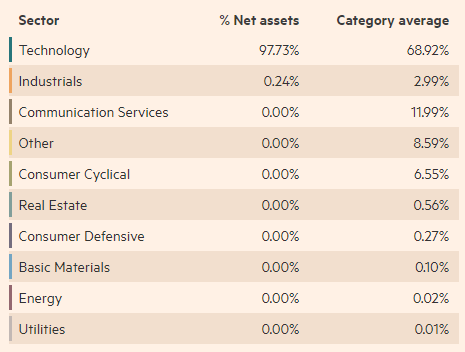 Sector % Net assets Category average
Technology 97.73% 68.92%
Industrials 0.24% 2.99%
Communication Services 0.00% 11.99%
Other 0.00% 8.59%
Consumer Cyclical 0.00% 6.55%
Real Estate 0.00% 0.56%
Consumer Defensive 0.00% 0.27%
Basic Materials 0.00% 0.10%
Energy 0.00% 0.02%
Utilities 0.00% 0.01%